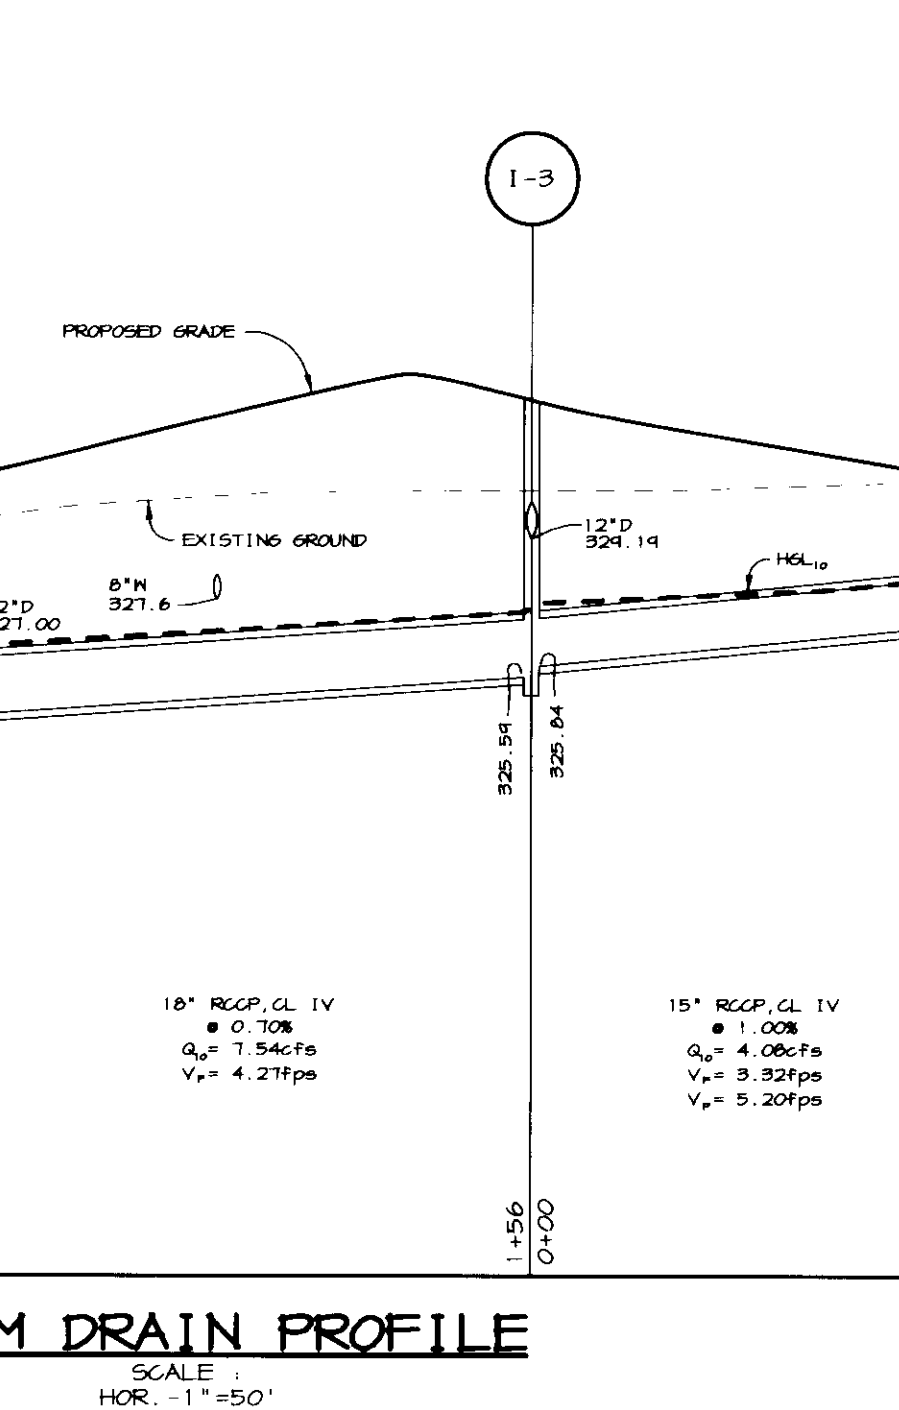 I-3
PROPOSED GRADE
EXISTING GROUND
12"D
329.19
HGL10
8"W
327.6
2"D
27.00
325.59
325.84
18" RCCP, CL IV
@ 0.70%
Q10= 7.54cfs
VF= 4.27fps
15" RCCP, CL IV
@ 1.00%
Q10= 4.08cfs
VF= 3.32fps
VP= 5.20fps
1+56
0+00
M DRAIN PROFILE
SCALE :
HOR. -1"=50'